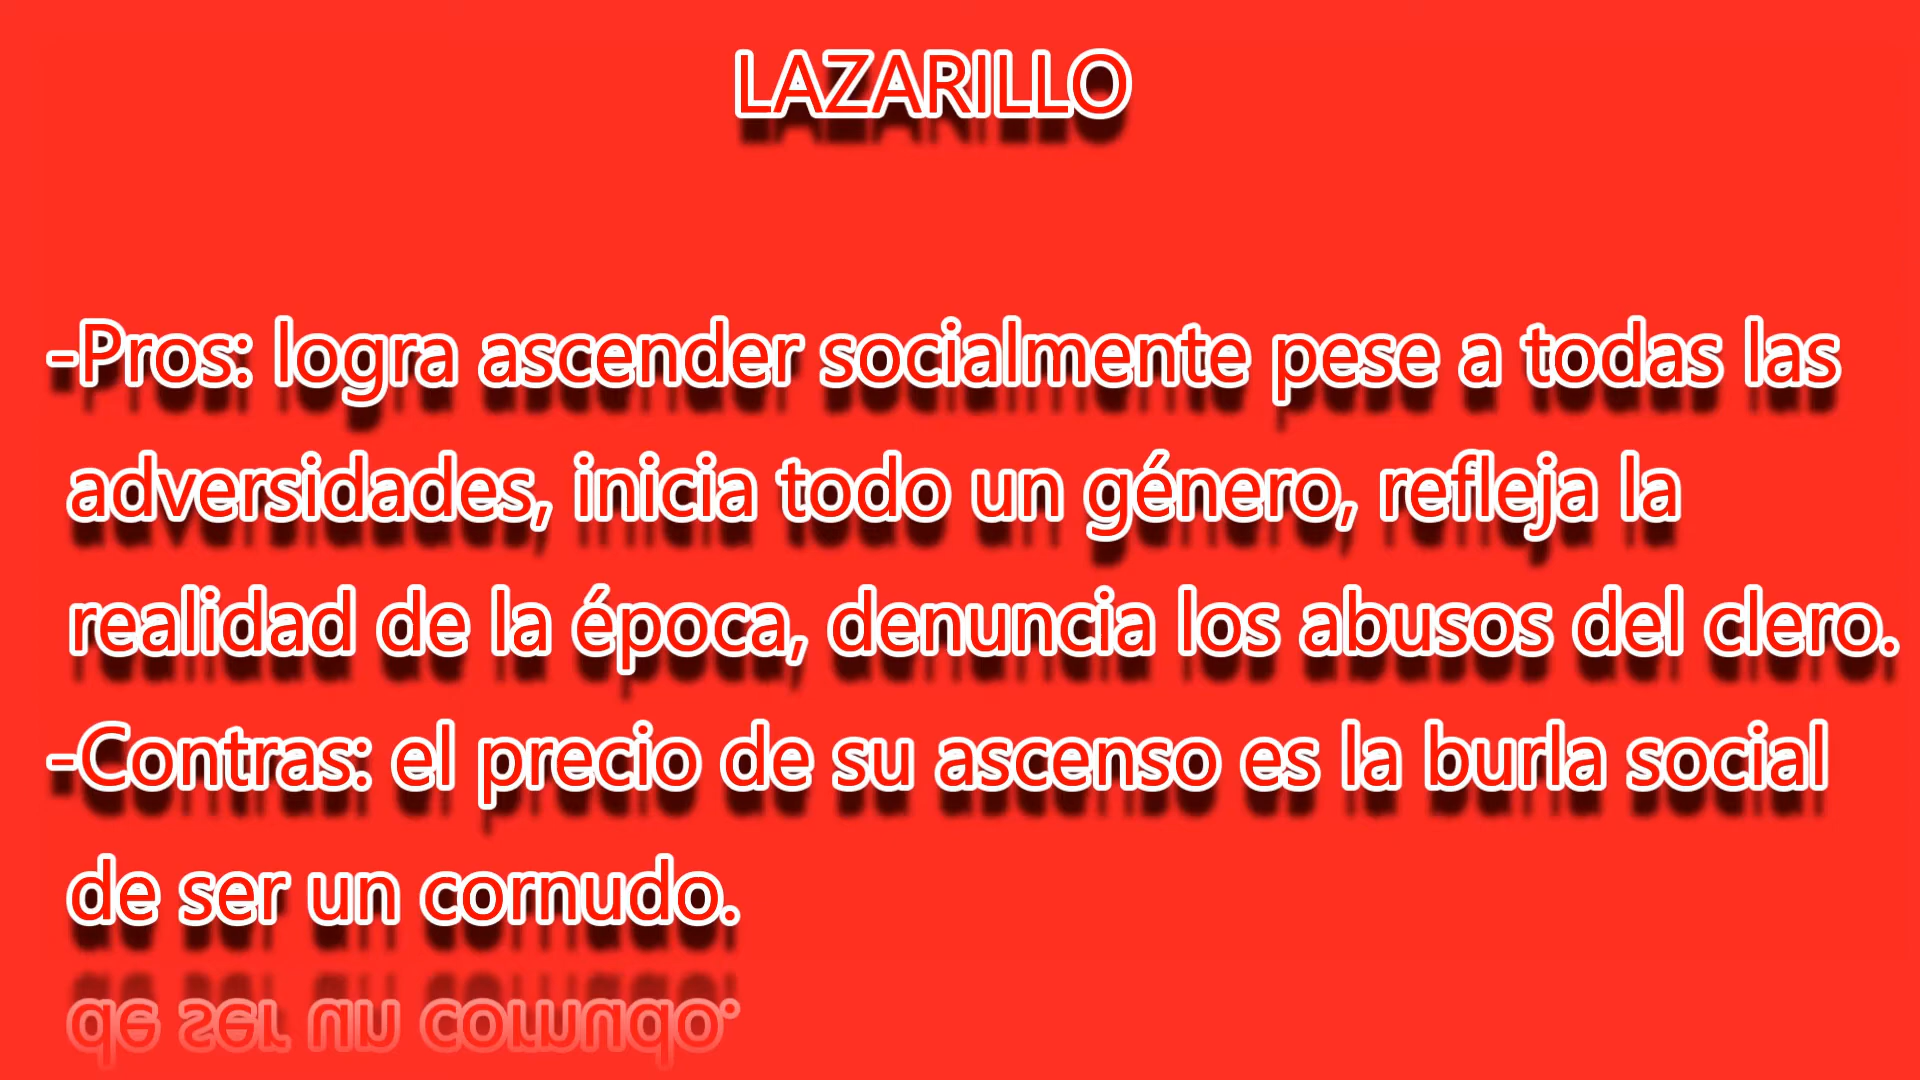 LAZARILLO
-Pros: logra ascender socialmente pese a todas las
adversidades, inicia todo un género, refleja la
realidad de la época, denuncia los abusos del clero.
-Contras: el precio de su ascenso es la burla social
de ser un cornudo.